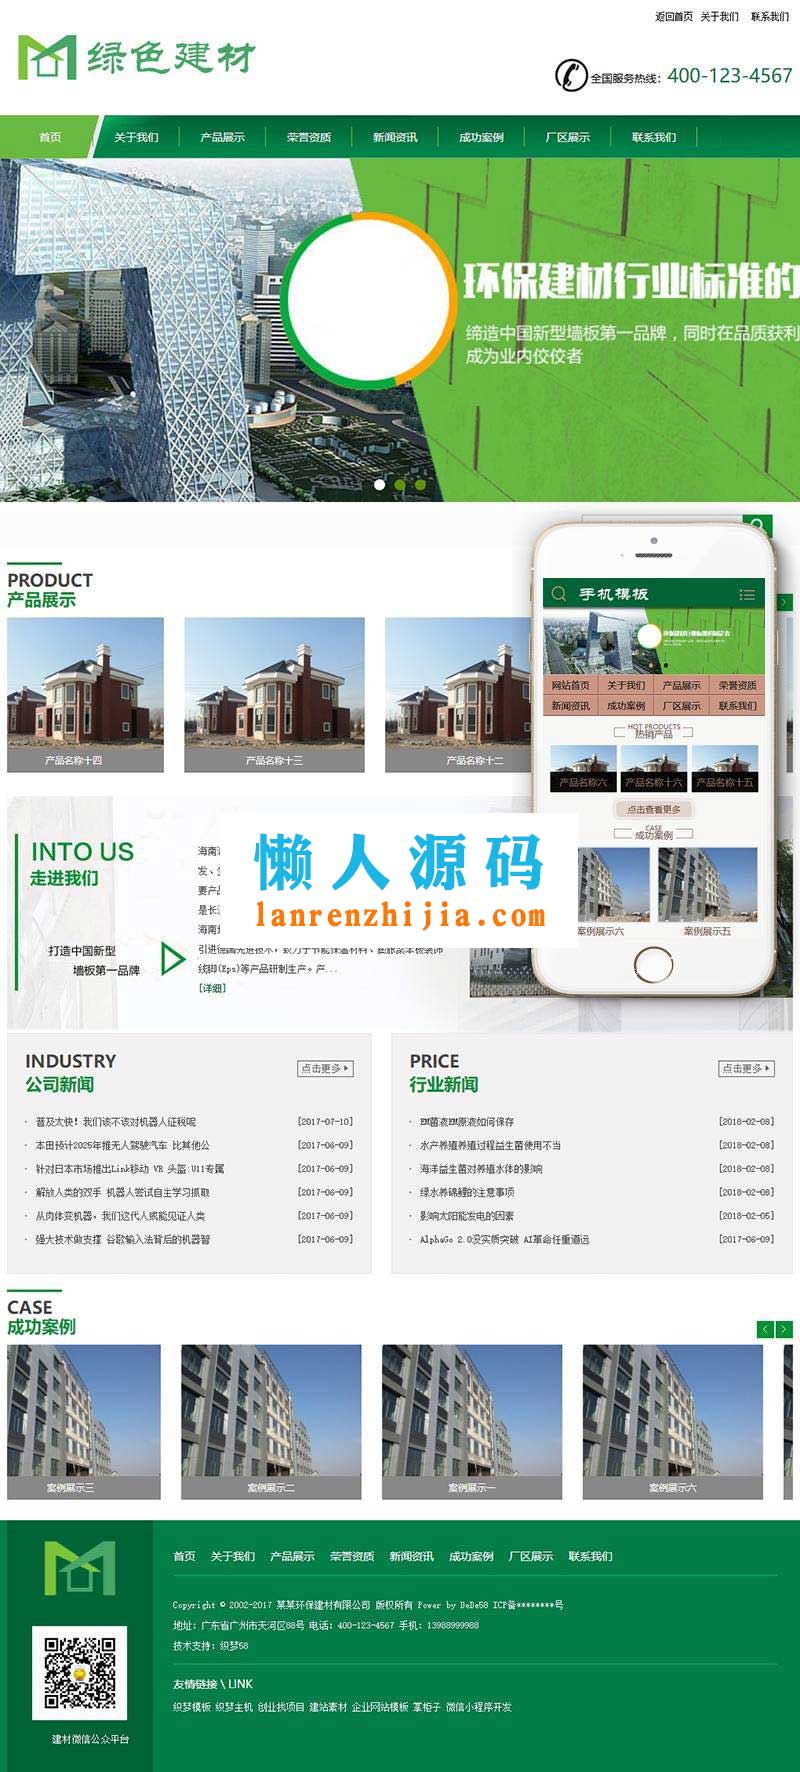 返回首页 关于我们 联系我们
绿色建材
全国服务热线: 400-123-4567
首页 关于我们 产品展示 荣誉资质 新闻资讯 成功案例 厂区展示 联系我们
环保建材行业标准的
缔造中国新型墙板第一品牌，同时在品质获利
成为业内佼佼者
PRODUCT
产品展示
产品名称十四 产品名称十三 产品名称十二
手机模板
环保建材行业标准的制定者
网站首页 关于我们 产品展示 荣誉资质
新闻资讯 成功案例 厂区展示 联系我们
HOT PRODUCTS
热销产品
产品名称六 产品名称十六 产品名称十五
点击查看更多
CASE
成功案例
案例展示六 案例展示五
INTO US
走进我们
打造中国新型
墙板第一品牌
海南
发、
要产品
是长
海南
引进德国先进技术，致力于节能保温材料、
线脚(Eps)等产品研制生产。产...
[详细]
懒人源码
lanrenzhijia.com
INDUSTRY
公司新闻
点击更多
· 普及太快！我们该不该对机器人征税呢 [2017-07-10]
· 本田预计2025年推无人驾驶汽车 比其他公 [2017-06-09]
· 针对日本市场推出Link移动 VR 头盔:U11专属 [2017-06-09]
· 解放人类的双手 机器人尝试自主学习抓取 [2017-06-09]
· 从肉体变机器，我们这代人或能见证人类 [2017-06-09]
· 强大技术做支撑 谷歌输入法背后的机器智 [2017-06-09]
PRICE
行业新闻
点击更多
· EM菌液EM原液如何保存 [2018-02-08]
· 水产养殖养殖过程益生菌使用不当 [2018-02-08]
· 海洋益生菌对养殖水体的影响 [2018-02-08]
· 绿水养锦鲤的注意事项 [2018-02-08]
· 影响太阳能发电的因素 [2018-02-05]
· AlphaGo 2.0没实质突破 AI革命任重道远 [2017-06-09]
CASE
成功案例
案例展示三 案例展示二 案例展示一 案例展示六
首页 关于我们 产品展示 荣誉资质 新闻资讯 成功案例 厂区展示 联系我们
Copyright © 2002-2017 某某环保建材有限公司 版权所有 Power by DeDe58 ICP备********号
地址：广东省广州市天河区88号 电话：400-123-4567 手机：13988999988
技术支持：织梦58
友情链接 \ LINK
织梦模板 织梦主机 创业找项目 建站素材 企业网站模板 掌柜子 微信小程序开发
建材微信公众平台